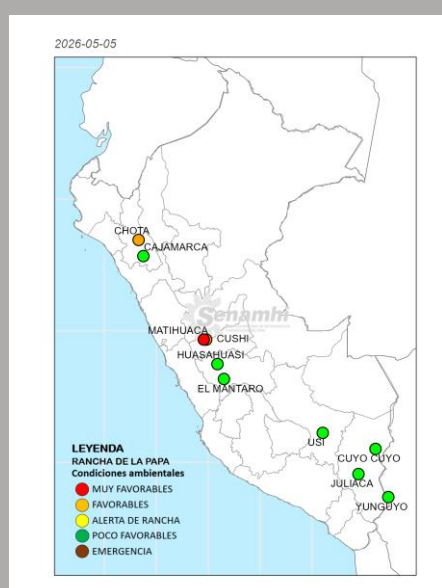 2026-05-05
CHOTA
CAJAMARCA
Senamhi
MATIHUACA
CUSHI
HUASAHUASI
EL MANTARO
USI
CUYO CUYO
JULIACA
YUNGUYO
LEYENDA
RANCHA DE LA PAPA
Condiciones ambientales
MUY FAVORABLES
FAVORABLES
ALERTA DE RANCHA
POCO FAVORABLES
EMERGENCIA